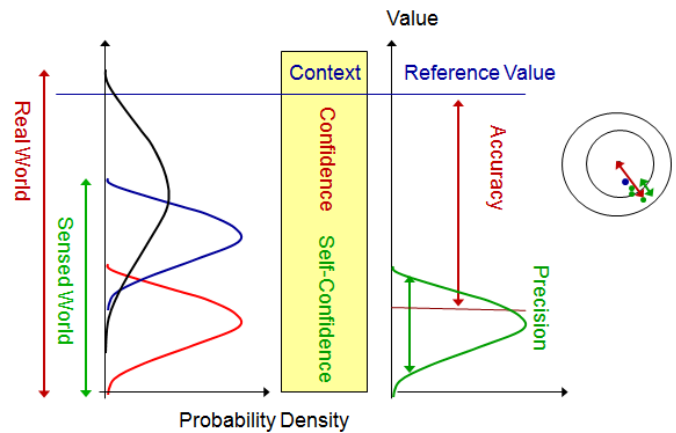 Value
Context
Reference Value
Real World
Sensed World
Confidence
Self-Confidence
Accuracy
Precision
Probability Density